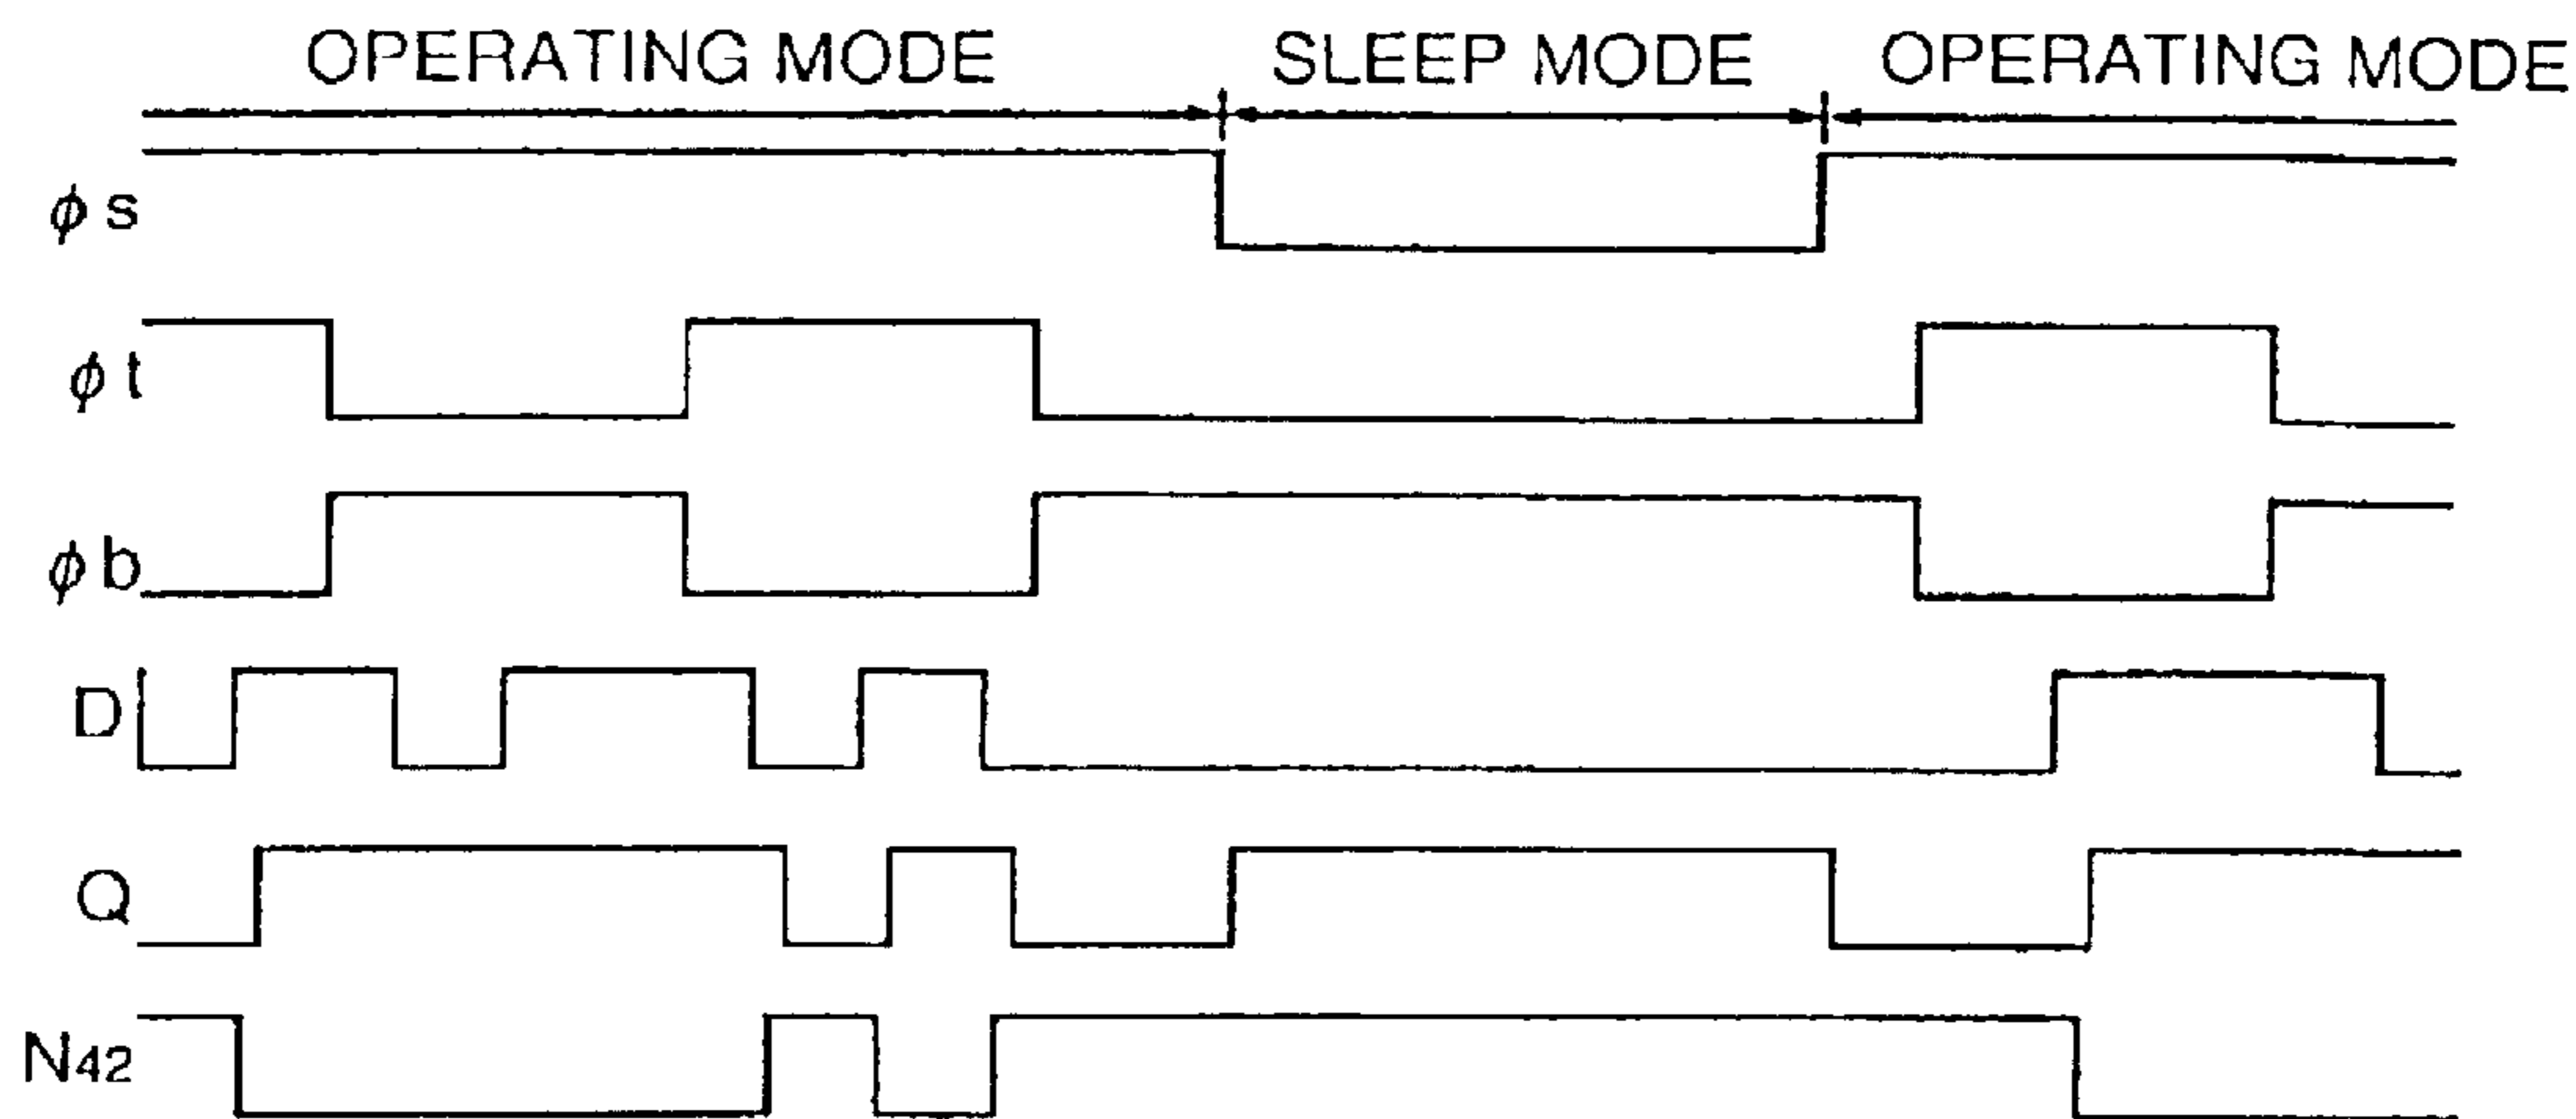 OPERATING MODE SLEEP MODE OPERATING MODE
ϕ s
ϕ t
ϕ b
D
Q
N42